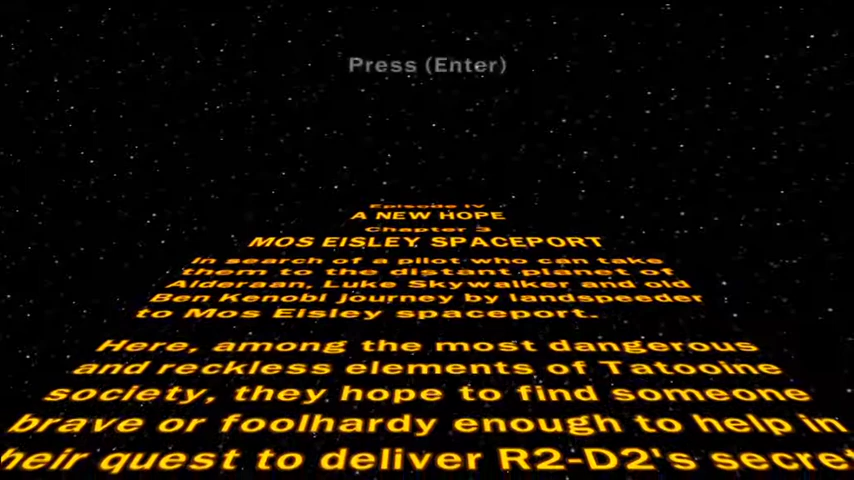 Press (Enter)
Episode IV
A NEW HOPE
Chapter 3
MOS EISLEY SPACEPORT
In search of a pilot who can take
them to the distant planet of
Alderaan, Luke Skywalker and old
Ben Kenobi journey by landspeeder
to Mos Eisley spaceport.
Here, among the most dangerous
and reckless elements of Tatooine
society, they hope to find someone
brave or foolhardy enough to help in
their quest to deliver R2-D2's secret